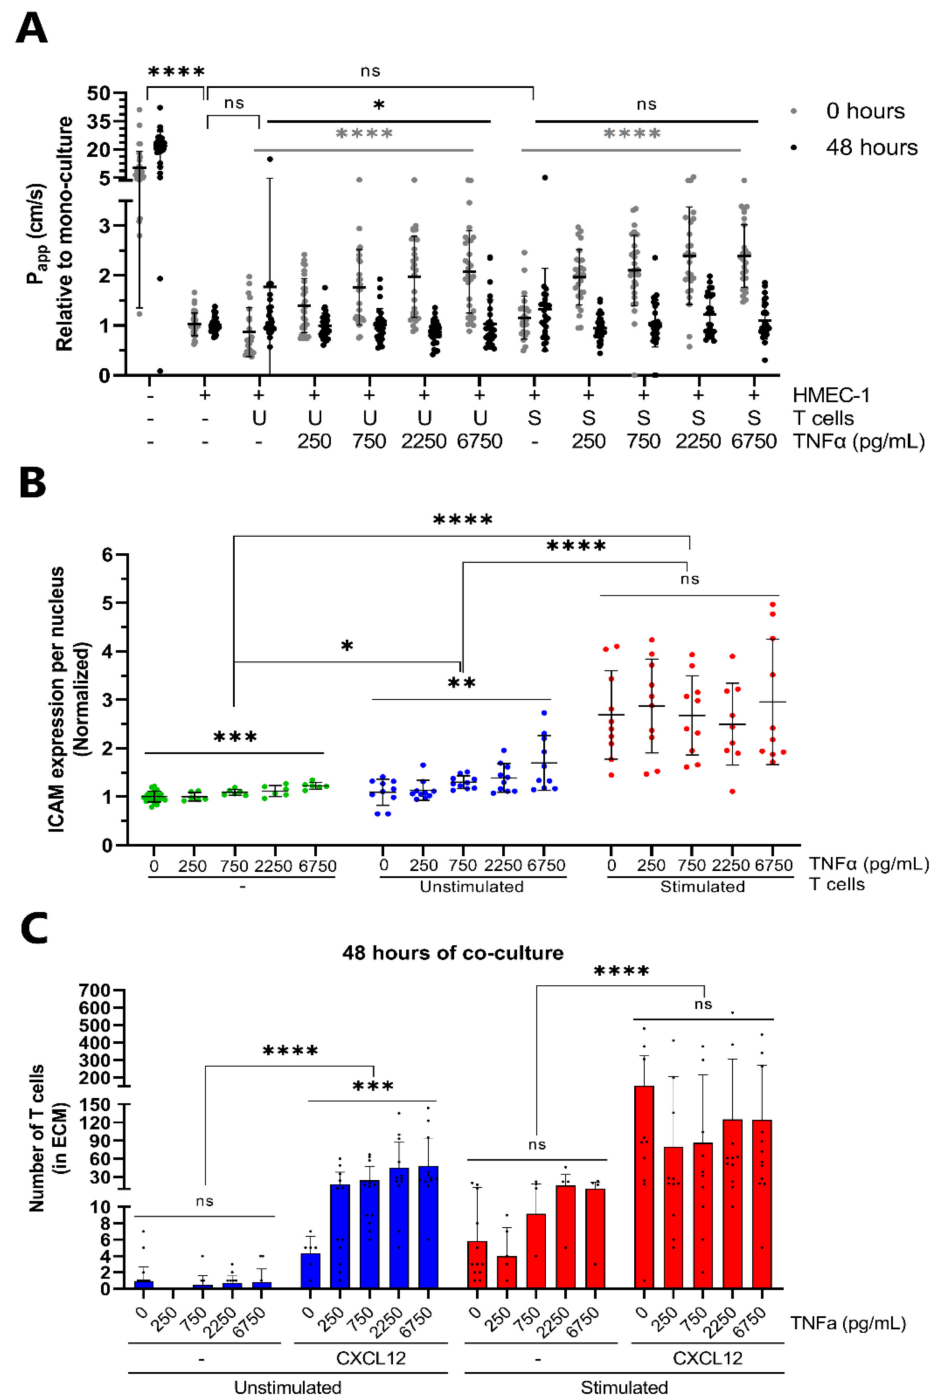 A
**** ns
ns * ns
**** ****
0 hours
48 hours
Papp (cm/s)
Relative to mono-culture
50
35
20
5
3
2
1
0
- + + + + + + + + + + + HMEC-1
- - U U U U U S S S S S T cells
- - - 250 750 2250 6750 - 250 750 2250 6750 TNFα (pg/mL)
B
****
****
ns
*
**
***
ICAM expression per nucleus
(Normalized)
6
5
4
3
2
1
0
0 250 750 2250 6750 0 250 750 2250 6750 0 250 750 2250 6750 TNFα (pg/mL)
- Unstimulated Stimulated T cells
C
48 hours of co-culture
****
ns
****
***
ns
ns
Number of T cells
(in ECM)
700
600
500
400
300
200
150
120
90
60
30
10
8
6
4
2
0
0 250 750 2250 6750 0 250 750 2250 6750 0 250 750 2250 6750 0 250 750 2250 6750 TNFa (pg/mL)
- CXCL12 - CXCL12
Unstimulated Stimulated